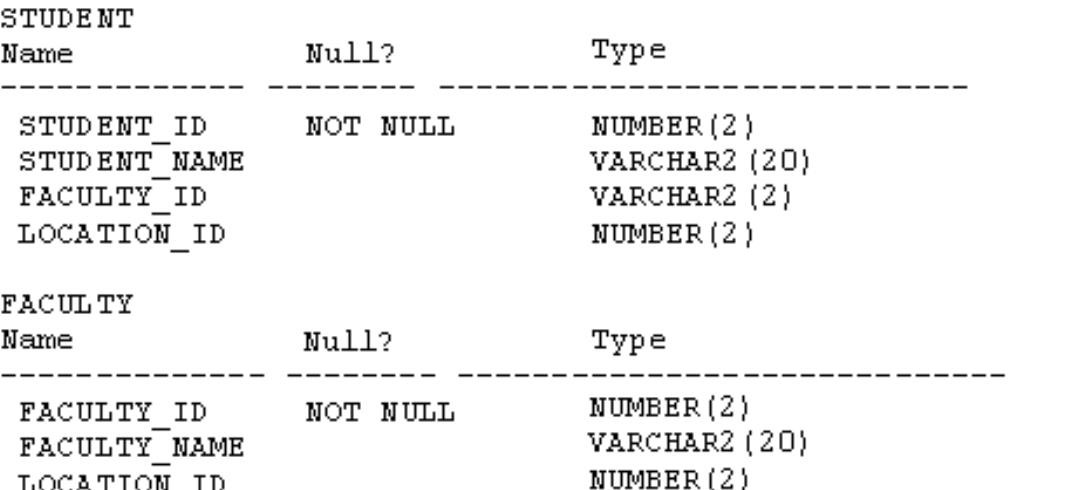 STUDENT
Name Null? Type
------------- -------- ----------------------------
STUDENT_ID NOT NULL NUMBER(2)
STUDENT_NAME VARCHAR2(20)
FACULTY_ID VARCHAR2(2)
LOCATION_ID NUMBER(2)
FACULTY
Name Null? Type
-------------- -------- -----------------------------
FACULTY_ID NOT NULL NUMBER(2)
FACULTY_NAME VARCHAR2(20)
LOCATION_ID NUMBER(2)